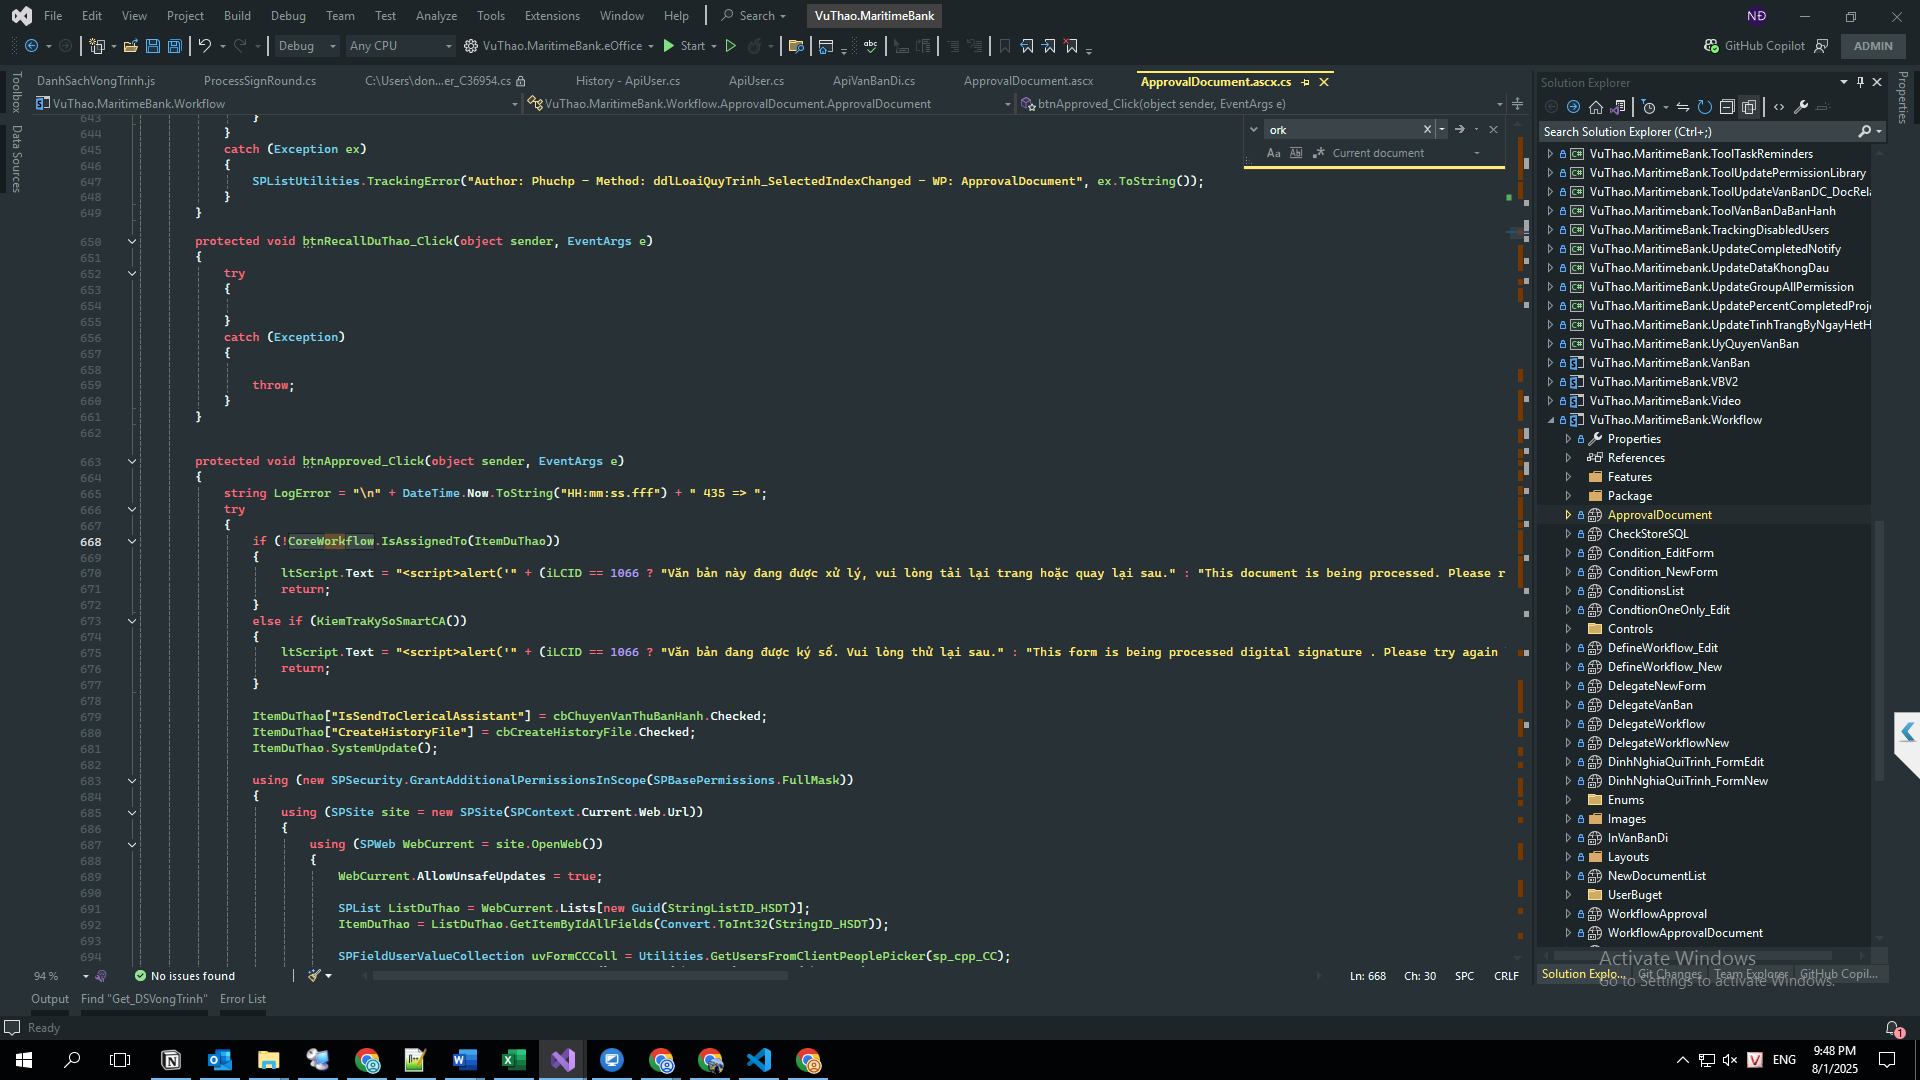 File Edit View Project Build Debug Team Test Analyze Tools Extensions Window Help Search VuThao.MaritimeBank NĐ
Debug Any CPU VuThao.MaritimeBank.eOffice Start GitHub Copilot ADMIN
DanhSachVongTrinh.js ProcessSignRound.cs C:\Users\don...er_C36954.cs History - ApiUser.cs ApiUser.cs ApiVanBanDi.cs ApprovalDocument.ascx ApprovalDocument.ascx.cs
VuThao.MaritimeBank.Workflow VuThao.MaritimeBank.Workflow.ApprovalDocument.ApprovalDocument btnApproved_Click(object sender, EventArgs e)
Toolbox
Data Sources
ork
Aa Ab Current document
643 }
644 }
645 catch (Exception ex)
646 {
647 SPListUtilities.TrackingError("Author: Phuchp - Method: ddlLoaiQuyTrinh_SelectedIndexChanged - WP: ApprovalDocument", ex.ToString());
648 }
649 }
650 protected void btnRecallDuThao_Click(object sender, EventArgs e)
651 {
652 try
653 {
654
655 }
656 catch (Exception)
657 {
658
659 throw;
660 }
661 }
662
663 protected void btnApproved_Click(object sender, EventArgs e)
664 {
665 string LogError = "\n" + DateTime.Now.ToString("HH:mm:ss.fff") + " 435 => ";
666 try
667 {
668 if (!CoreWorkflow.IsAssignedTo(ItemDuThao))
669 {
670 ltScript.Text = "<script>alert('" + (iLCID == 1066 ? "Văn bản này đang được xử lý, vui lòng tải lại trang hoặc quay lại sau." : "This document is being processed. Please r
671 return;
672 }
673 else if (KiemTraKySoSmartCA())
674 {
675 ltScript.Text = "<script>alert('" + (iLCID == 1066 ? "Văn bản đang được ký số. Vui lòng thử lại sau." : "This form is being processed digital signature . Please try again
676 return;
677 }
678
679 ItemDuThao["IsSendToClericalAssistant"] = cbChuyenVanThuBanHanh.Checked;
680 ItemDuThao["CreateHistoryFile"] = cbCreateHistoryFile.Checked;
681 ItemDuThao.SystemUpdate();
682
683 using (new SPSecurity.GrantAdditionalPermissionsInScope(SPBasePermissions.FullMask))
684 {
685 using (SPSite site = new SPSite(SPContext.Current.Web.Url))
686 {
687 using (SPWeb WebCurrent = site.OpenWeb())
688 {
689 WebCurrent.AllowUnsafeUpdates = true;
690
691 SPList ListDuThao = WebCurrent.Lists[new Guid(StringListID_HSDT)];
692 ItemDuThao = ListDuThao.GetItemByIdAllFields(Convert.ToInt32(StringID_HSDT));
693
694 SPFieldUserValueCollection uvFormCCColl = Utilities.GetUsersFromClientPeoplePicker(sp_cpp_CC);
94 % No issues found Ln: 668 Ch: 30 SPC CRLF
Output Find "Get_DSVongTrinh" Error List
Ready
Solution Explorer
Properties
Search Solution Explorer (Ctrl+;)
VuThao.MaritimeBank.ToolTaskReminders
VuThao.Maritimebank.ToolUpdatePermissionLibrary
VuThao.MaritimeBank.ToolUpdateVanBanDC_DocRela
VuThao.Maritimebank.ToolVanBanDaBanHanh
VuThao.Maritimebank.TrackingDisabledUsers
VuThao.Maritimebank.UpdateCompletedNotify
VuThao.MaritimeBank.UpdateDataKhongDau
VuThao.MaritimeBank.UpdateGroupAllPermission
VuThao.MaritimeBank.UpdatePercentCompletedProje
VuThao.MaritimeBank.UpdateTinhTrangByNgayHetH
VuThao.MaritimeBank.UyQuyenVanBan
VuThao.MaritimeBank.VanBan
VuThao.MaritimeBank.VBV2
VuThao.MaritimeBank.Video
VuThao.MaritimeBank.Workflow
Properties
References
Features
Package
ApprovalDocument
CheckStoreSQL
Condition_EditForm
Condition_NewForm
ConditionsList
CondtionOneOnly_Edit
Controls
DefineWorkflow_Edit
DefineWorkflow_New
DelegateNewForm
DelegateVanBan
DelegateWorkflow
DelegateWorkflowNew
DinhNghiaQuiTrinh_FormEdit
DinhNghiaQuiTrinh_FormNew
Enums
Images
InVanBanDi
Layouts
NewDocumentList
UserBuget
WorkflowApproval
WorkflowApprovalDocument
Activate Windows
Go to Settings to activate Windows.
Solution Explo... Git Changes Team Explorer GitHub Copil...
1
ENG 9:48 PM
8/1/2025